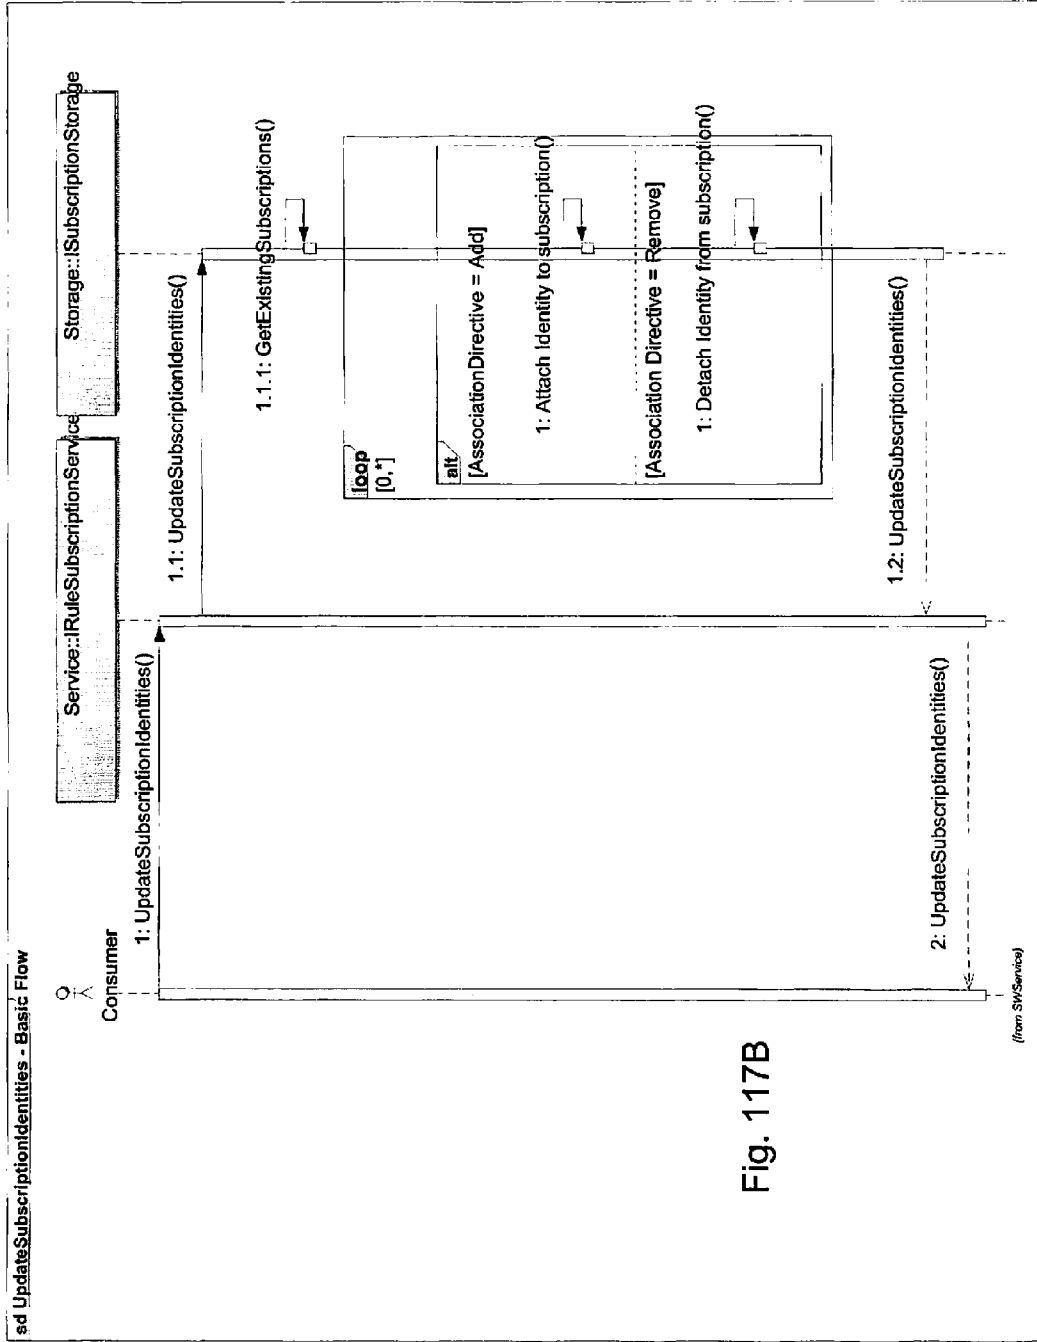 sd UpdateSubscriptionIdentities - Basic Flow
Consumer
Service::IRuleSubscriptionService
Storage::ISubscriptionStorage
1: UpdateSubscriptionIdentities()
1.1: UpdateSubscriptionIdentities()
1.1.1: GetExistingSubscriptions()
loop
[0,*]
alt
[AssociationDirective = Add]
1: Attach Identity to subscription()
[Association Directive = Remove]
1: Detach Identity from subscription()
1.2: UpdateSubscriptionIdentities()
2: UpdateSubscriptionIdentities()
(from SWService)
Fig. 117B